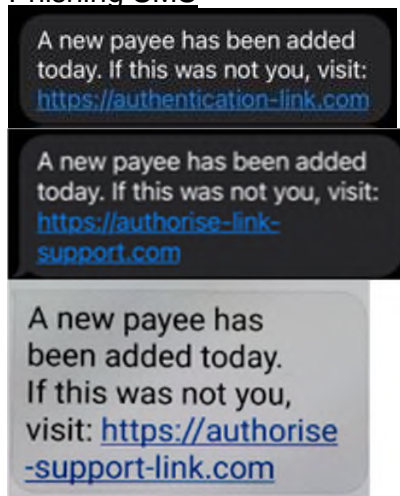 Phishing SMS
A new payee has been added
today. If this was not you, visit:
https://authentication-link.com
A new payee has been added
today. If this was not you, visit:
https://authorise-link-
support.com
A new payee has
been added today.
If this was not you,
visit: https://authorise
-support-link.com